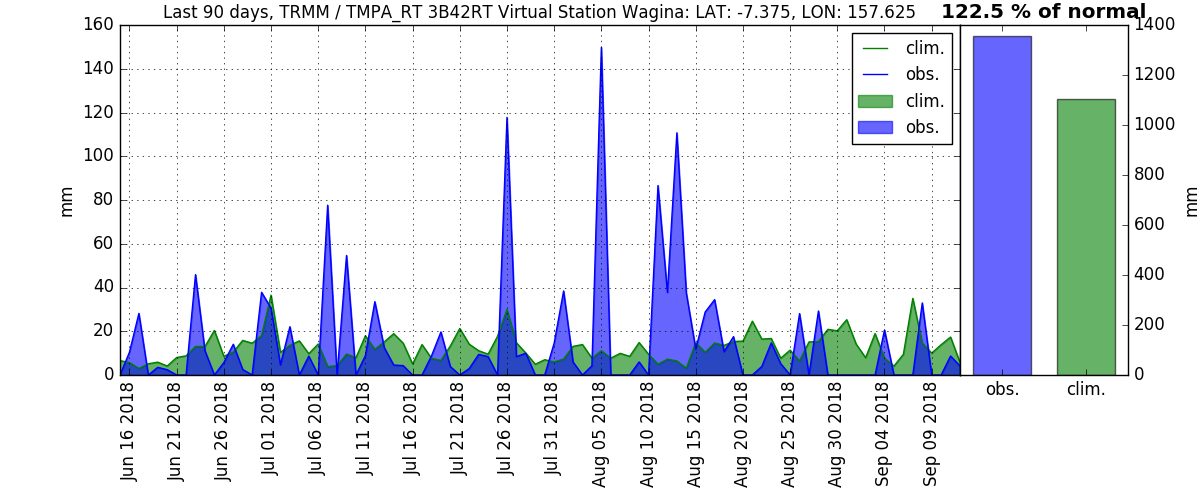 Last 90 days, TRMM / TMPA_RT 3B42RT Virtual Station Wagina: LAT: -7.375, LON: 157.625
122.5 % of normal
160
140
120
100
80
60
40
20
0
mm
clim.
obs.
clim.
obs.
1400
1200
1000
800
600
400
200
0
mm
obs.
clim.
Jun 16 2018
Jun 21 2018
Jun 26 2018
Jul 01 2018
Jul 06 2018
Jul 11 2018
Jul 16 2018
Jul 21 2018
Jul 26 2018
Jul 31 2018
Aug 05 2018
Aug 10 2018
Aug 15 2018
Aug 20 2018
Aug 25 2018
Aug 30 2018
Sep 04 2018
Sep 09 2018